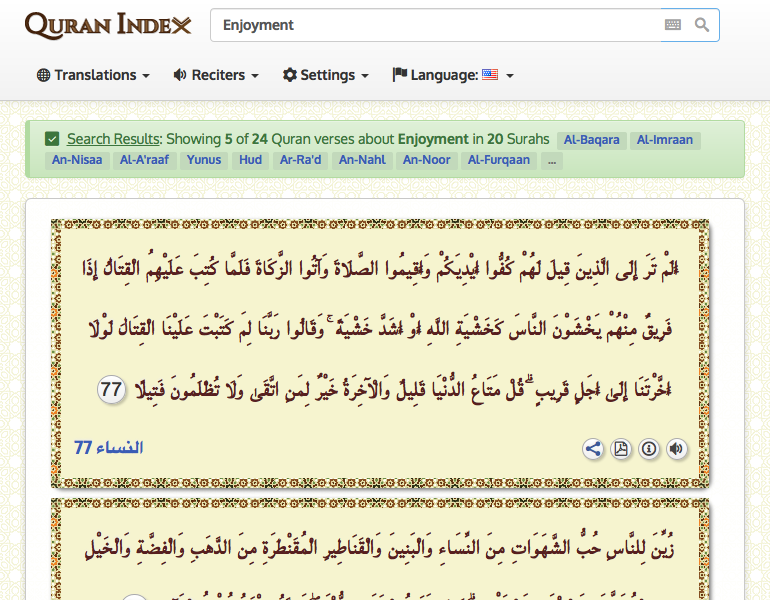 QURAN INDEX
Enjoyment
Translations Reciters Settings Language:
Search Results: Showing 5 of 24 Quran verses about Enjoyment in 20 Surahs Al-Baqara Al-Imraan
An-Nisaa Al-A'raaf Yunus Hud Ar-Ra'd An-Nahl An-Noor Al-Furqaan ...
أَلَمْ تَرَ إِلَى الَّذِينَ قِيلَ لَهُمْ كُفُّوا أَيْدِيَكُمْ وَأَقِيمُوا الصَّلَاةَ وَآتُوا الزَّكَاةَ فَلَمَّا كُتِبَ عَلَيْهِمُ الْقِتَالُ إِذَا
فَرِيقٌ مِنْهُمْ يَخْشَوْنَ النَّاسَ كَخَشْيَةِ اللَّهِ أَوْ أَشَدَّ خَشْيَةً ۚ وَقَالُوا رَبَّنَا لِمَ كَتَبْتَ عَلَيْنَا الْقِتَالَ لَوْلَا
أَخَّرْتَنَا إِلَىٰ أَجَلٍ قَرِيبٍ ۗ قُلْ مَتَاعُ الدُّنْيَا قَلِيلٌ وَالْآخِرَةُ خَيْرٌ لِمَنِ اتَّقَىٰ وَلَا تُظْلَمُونَ فَتِيلًا 77
النساء 77
زُيِّنَ لِلنَّاسِ حُبُّ الشَّهَوَاتِ مِنَ النِّسَاءِ وَالْبَنِينَ وَالْقَنَاطِيرِ الْمُقَنْطَرَةِ مِنَ الذَّهَبِ وَالْفِضَّةِ وَالْخَيْلِ